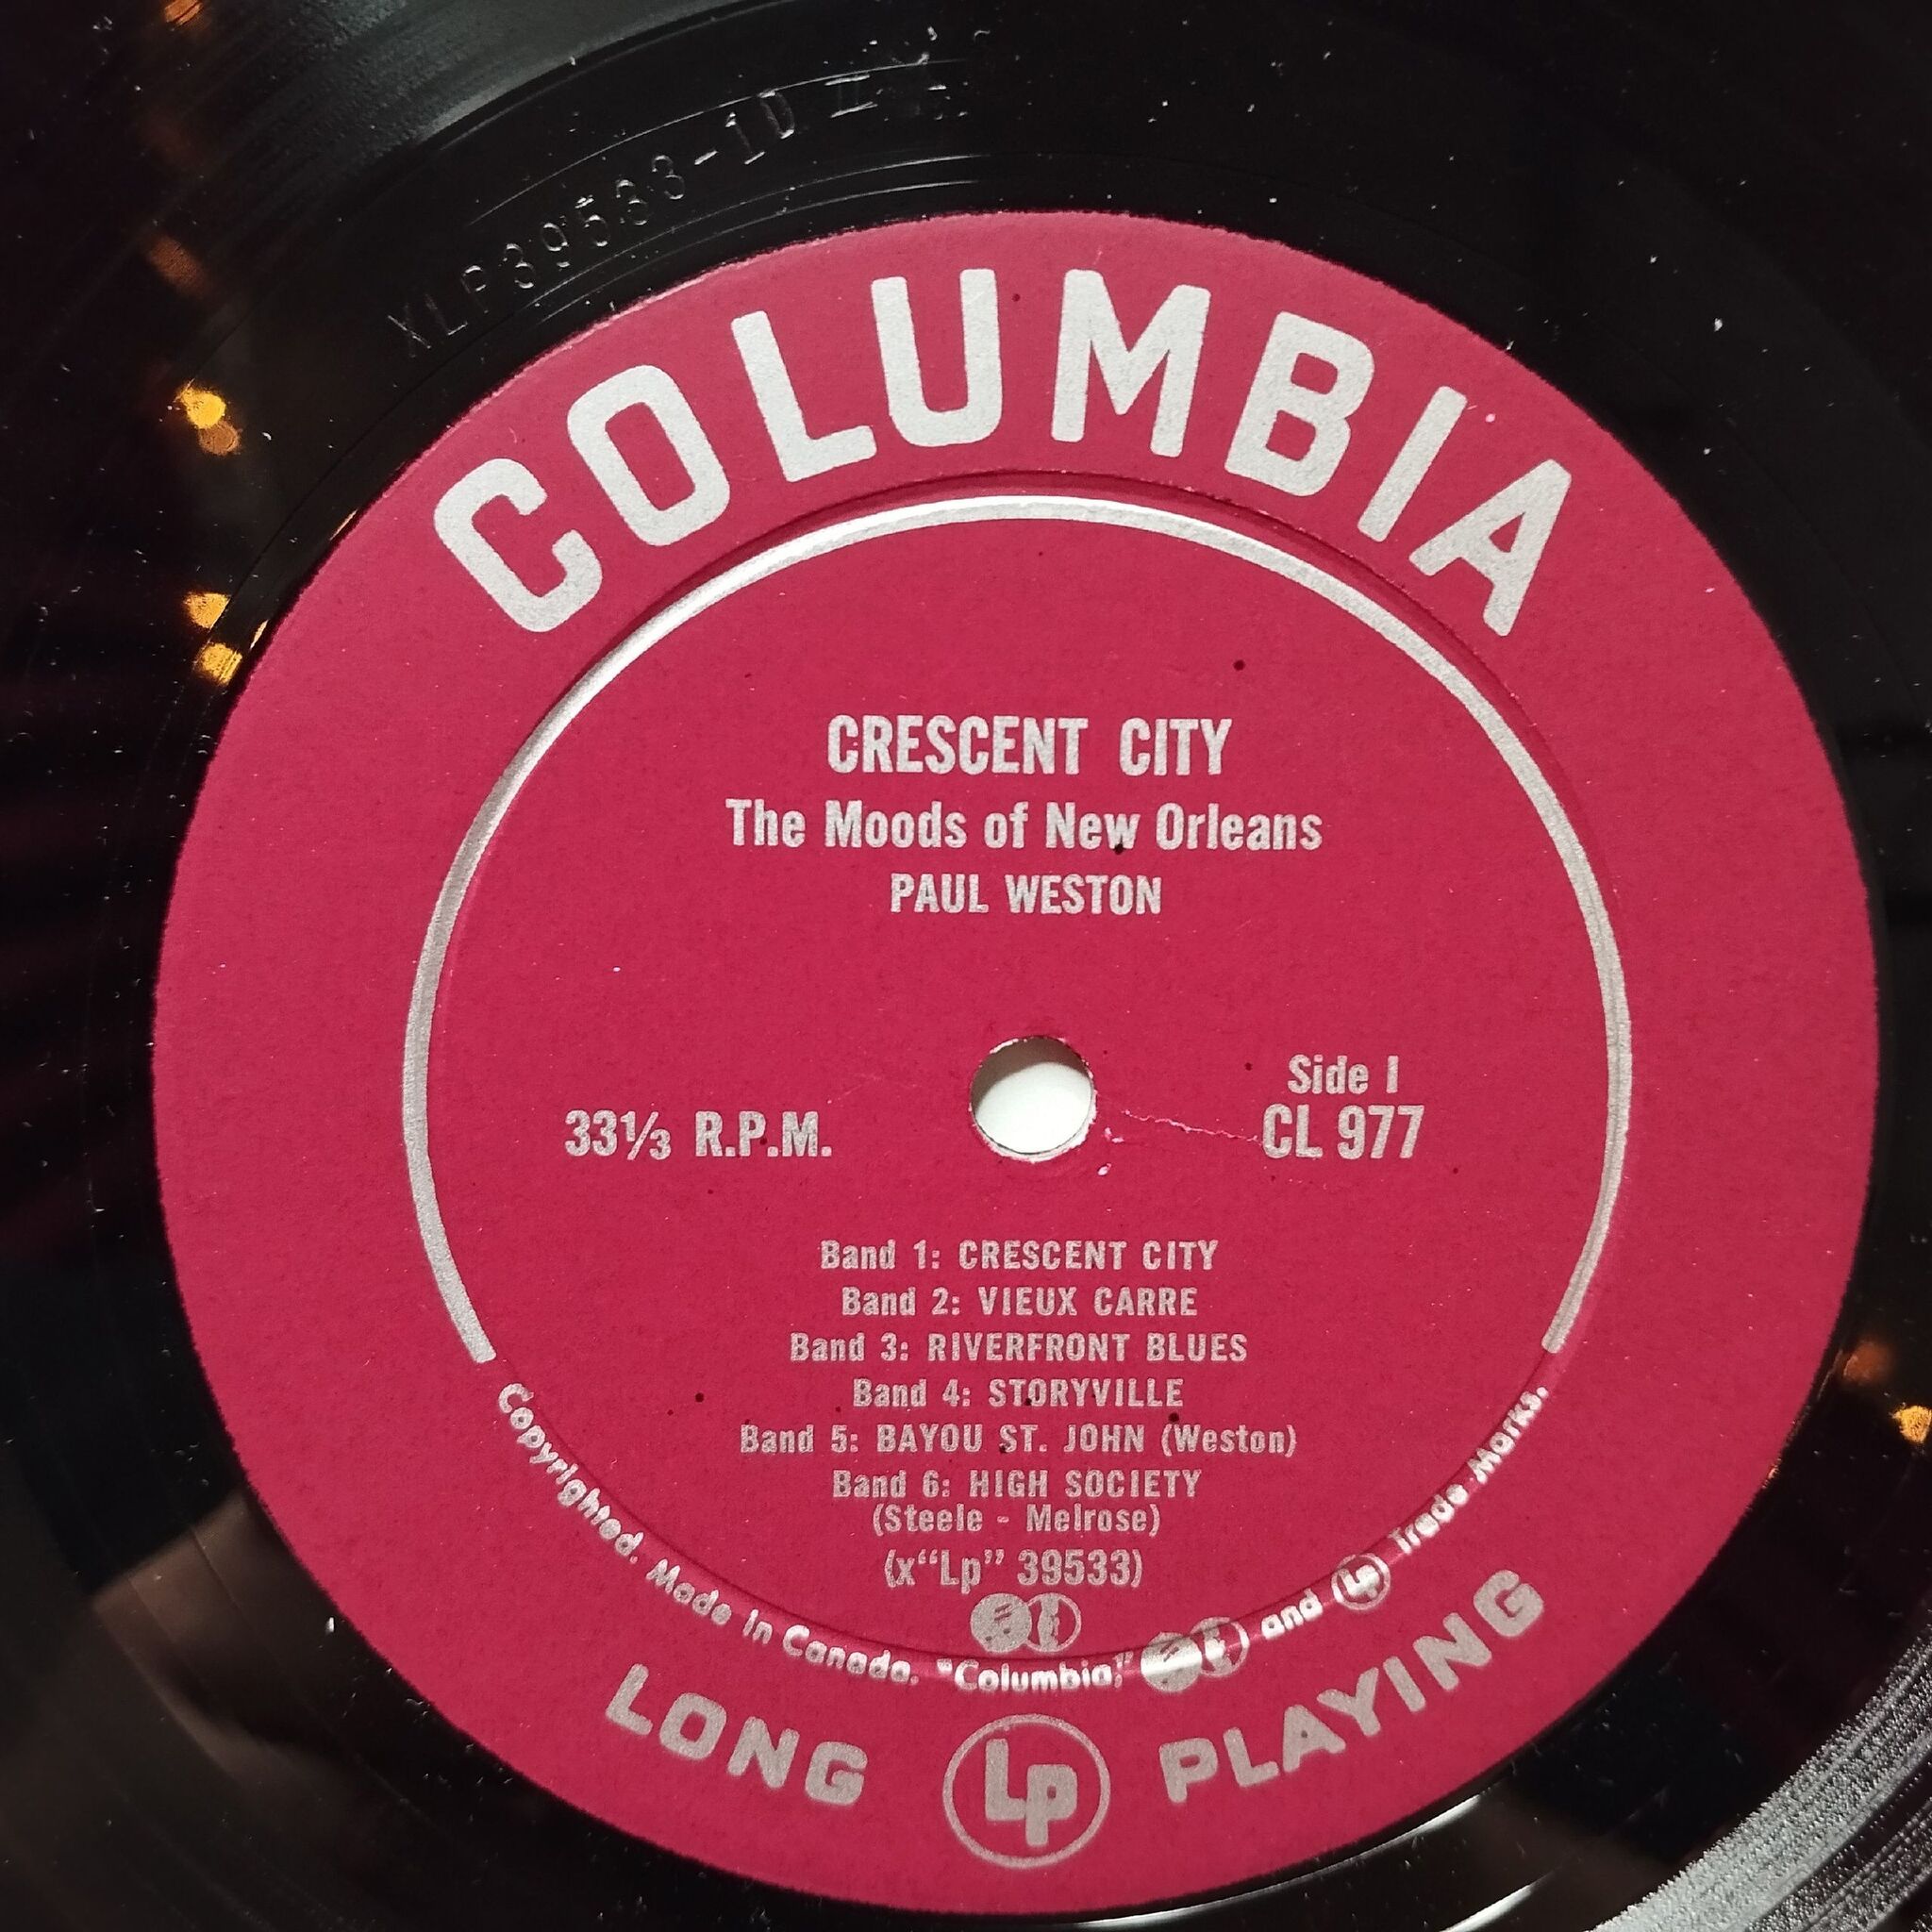 XLP39533-1D
COLUMBIA
CRESCENT CITY
The Moods of New Orleans
PAUL WESTON
33⅓ R.P.M.
Side I
CL 977
Band 1: CRESCENT CITY
Band 2: VIEUX CARRE
Band 3: RIVERFRONT BLUES
Band 4: STORYVILLE
Band 5: BAYOU ST. JOHN (Weston)
Band 6: HIGH SOCIETY
(Steele - Melrose)
(x“Lp” 39533)
Copyrighted. Made in Canada. "Columbia," and Lp Trade Marks.
LONG Lp PLAYING